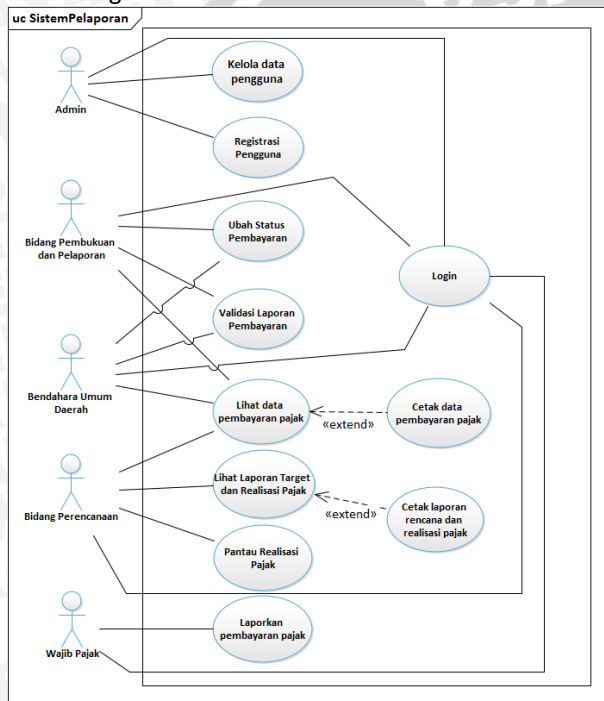 uc SistemPelaporan
Admin
Kelola data
pengguna
Registrasi
Pengguna
Bidang Pembukuan
dan Pelaporan
Ubah Status
Pembayaran
Login
Validasi Laporan
Pembayaran
Bendahara Umum
Daerah
Lihat data
pembayaran pajak
«extend»
Cetak data
pembayaran pajak
Bidang Perencanaan
Lihat Laporan Target
dan Realisasi Pajak
«extend»
Cetak laporan
rencana dan
realisasi pajak
Pantau Realisasi
Pajak
Wajib Pajak
Laporkan
pembayaran pajak